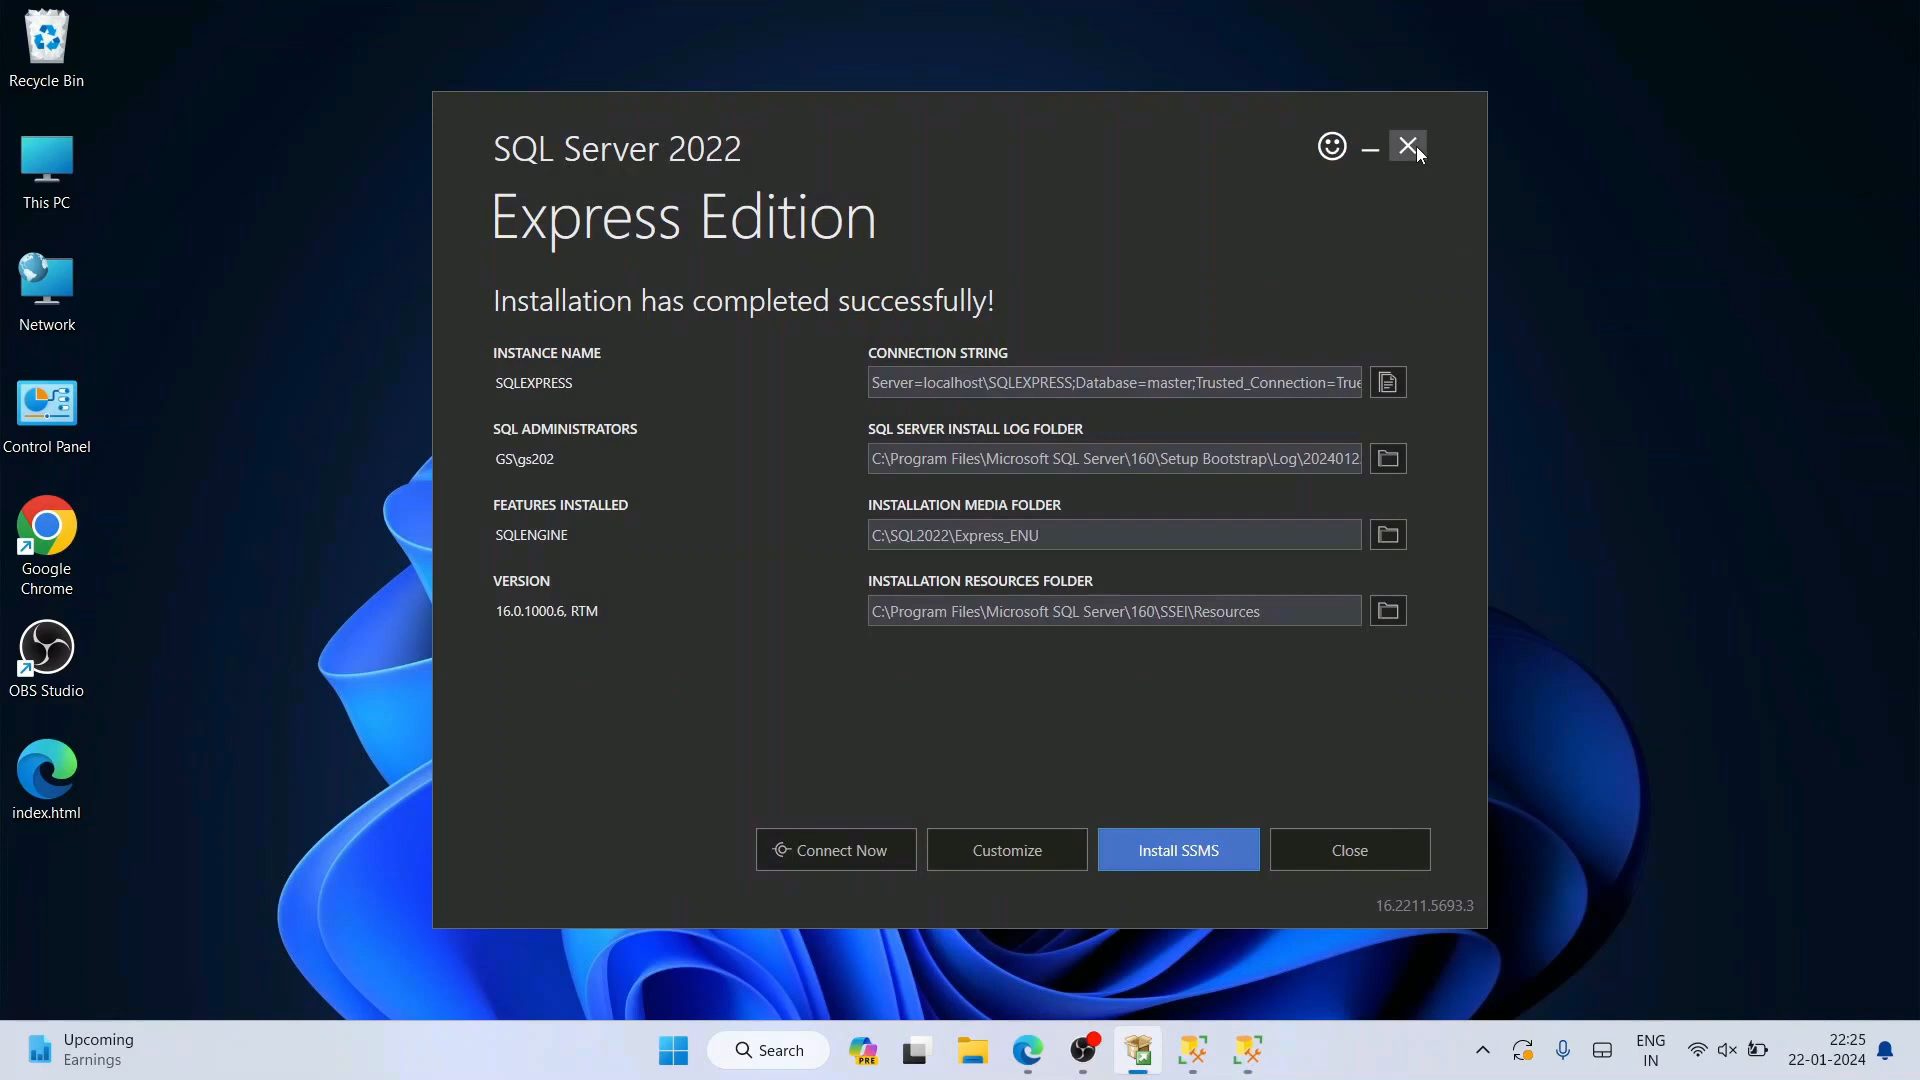 Recycle Bin
This PC
Network
Control Panel
Google
Chrome
OBS Studio
index.html
SQL Server 2022
Express Edition
Installation has completed successfully!
INSTANCE NAME
SQLEXPRESS
SQL ADMINISTRATORS
GS\gs202
FEATURES INSTALLED
SQLENGINE
VERSION
16.0.1000.6, RTM
CONNECTION STRING
Server=localhost\SQLEXPRESS;Database=master;Trusted_Connection=True
SQL SERVER INSTALL LOG FOLDER
C:\Program Files\Microsoft SQL Server\160\Setup Bootstrap\Log\2024012
INSTALLATION MEDIA FOLDER
C:\SQL2022\Express_ENU
INSTALLATION RESOURCES FOLDER
C:\Program Files\Microsoft SQL Server\160\SSEI\Resources
Connect Now
Customize
Install SSMS
Close
16.2211.5693.3
Upcoming
Earnings
Search
PRE
ENG
IN
22:25
22-01-2024